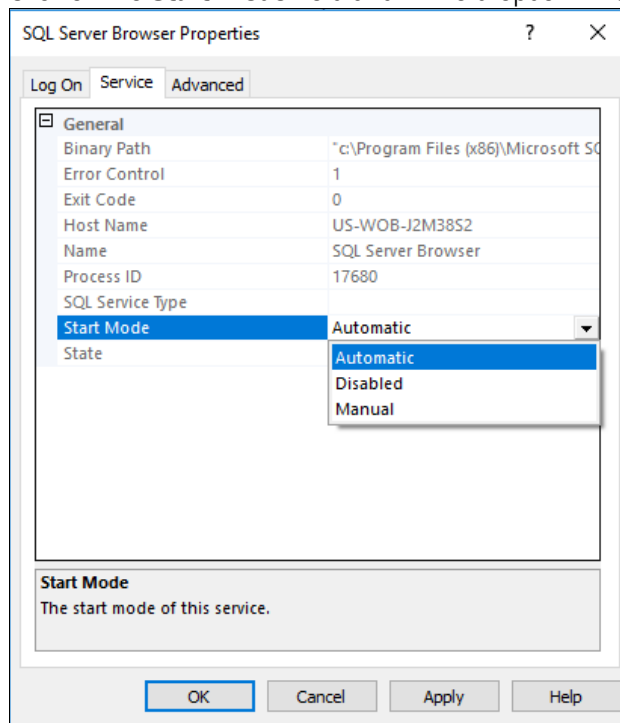 SQL Server Browser Properties ? ×
Log On Service Advanced
General
Binary Path "c:\Program Files (x86)\Microsoft SQ
Error Control 1
Exit Code 0
Host Name US-WOB-J2M38S2
Name SQL Server Browser
Process ID 17680
SQL Service Type
Start Mode Automatic
State
Automatic
Disabled
Manual
Start Mode
The start mode of this service.
OK Cancel Apply Help